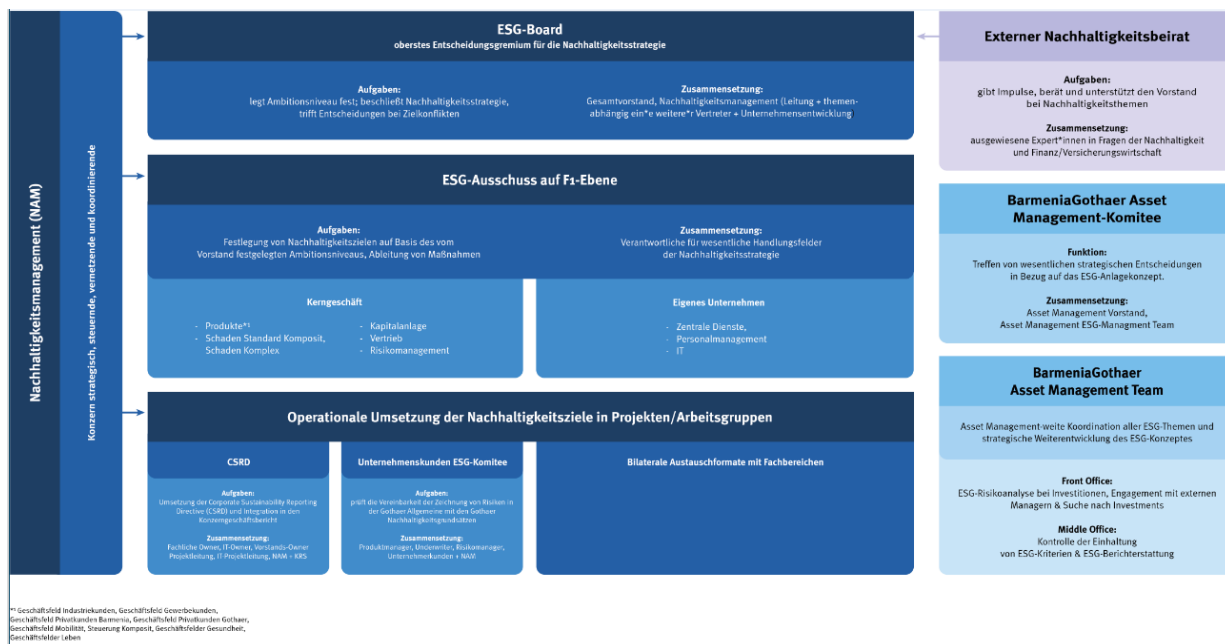 Nachhaltigkeitsmanagement (NAM)
Konzern strategisch, steuernde, vernetzende und koordinierende
ESG-Board
oberstes Entscheidungsgremium für die Nachhaltigkeitsstrategie
Aufgaben:
legt Ambitionsniveau fest; beschließt Nachhaltigkeitsstrategie,
trifft Entscheidungen bei Zielkonflikten
Zusammensetzung:
Gesamtvorstand, Nachhaltigkeitsmanagement (Leitung + themen-
abhängig ein*e weitere*r Vertreter + Unternehmensentwicklung
ESG-Ausschuss auf F1-Ebene
Aufgaben:
Festlegung von Nachhaltigkeitszielen auf Basis des vom
Vorstand festgelegten Ambitionsniveaus, Ableitung von Maßnahmen
Zusammensetzung:
Verantwortliche für wesentliche Handlungsfelder
der Nachhaltigkeitsstrategie
Kerngeschäft
- Produkte*¹
- Schaden Standard Komposit,
Schaden Komplex
- Kapitalanlage
- Vertrieb
- Risikomanagement
Eigenes Unternehmen
- Zentrale Dienste,
- Personalmanagement
- IT
Operationale Umsetzung der Nachhaltigkeitsziele in Projekten/Arbeitsgruppen
CSRD
Aufgaben:
Umsetzung der Corporate Sustainability Reporting
Directive (CSRD) und Integration in den
Konzerngeschäftsbericht
Zusammensetzung:
Fachliche Owner, IT-Owner, Vorstands-Owner
Projektleitung, IT-Projektleitung, NAM + KRS
Unternehmenskunden ESG-Komitee
Aufgaben:
prüft die Vereinbarkeit der Zeichnung von Risiken in
der Gothaer Allgemeine mit den Gothaer
Nachhaltigkeitsgrundsätzen
Zusammensetzung:
Produktmanager, Underwriter, Risikomanager,
Unternehmerkunden + NAM
Bilaterale Austauschformate mit Fachbereichen
Externer Nachhaltigkeitsbeirat
Aufgaben:
gibt Impulse, berät und unterstützt den Vorstand
bei Nachhaltigkeitsthemen
Zusammensetzung:
ausgewiesene Expert*innen in Fragen der Nachhaltigkeit
und Finanz/Versicherungswirtschaft
BarmeniaGothaer Asset
Management-Komitee
Funktion:
Treffen von wesentlichen strategischen Entscheidungen
in Bezug auf das ESG-Anlagekonzept.
Zusammensetzung:
Asset Management Vorstand,
Asset Management ESG-Managment Team
BarmeniaGothaer
Asset Management Team
Asset Management-weite Koordination aller ESG-Themen und
strategische Weiterentwicklung des ESG-Konzeptes
Front Office:
ESG-Risikoanalyse bei Investitionen, Engagement mit externen
Managern & Suche nach Investments
Middle Office:
Kontrolle der Einhaltung
von ESG-Kriterien & ESG-Berichterstattung
*¹ Geschäftsfeld Industriekunden, Geschäftsfeld Gewerbekunden,
Geschäftsfeld Privatkunden Barmenia, Geschäftsfeld Privatkunden Gothaer,
Geschäftsfeld Mobilität, Steuerung Komposit, Geschäftsfelder Gesundheit,
Geschäftsfelder Leben